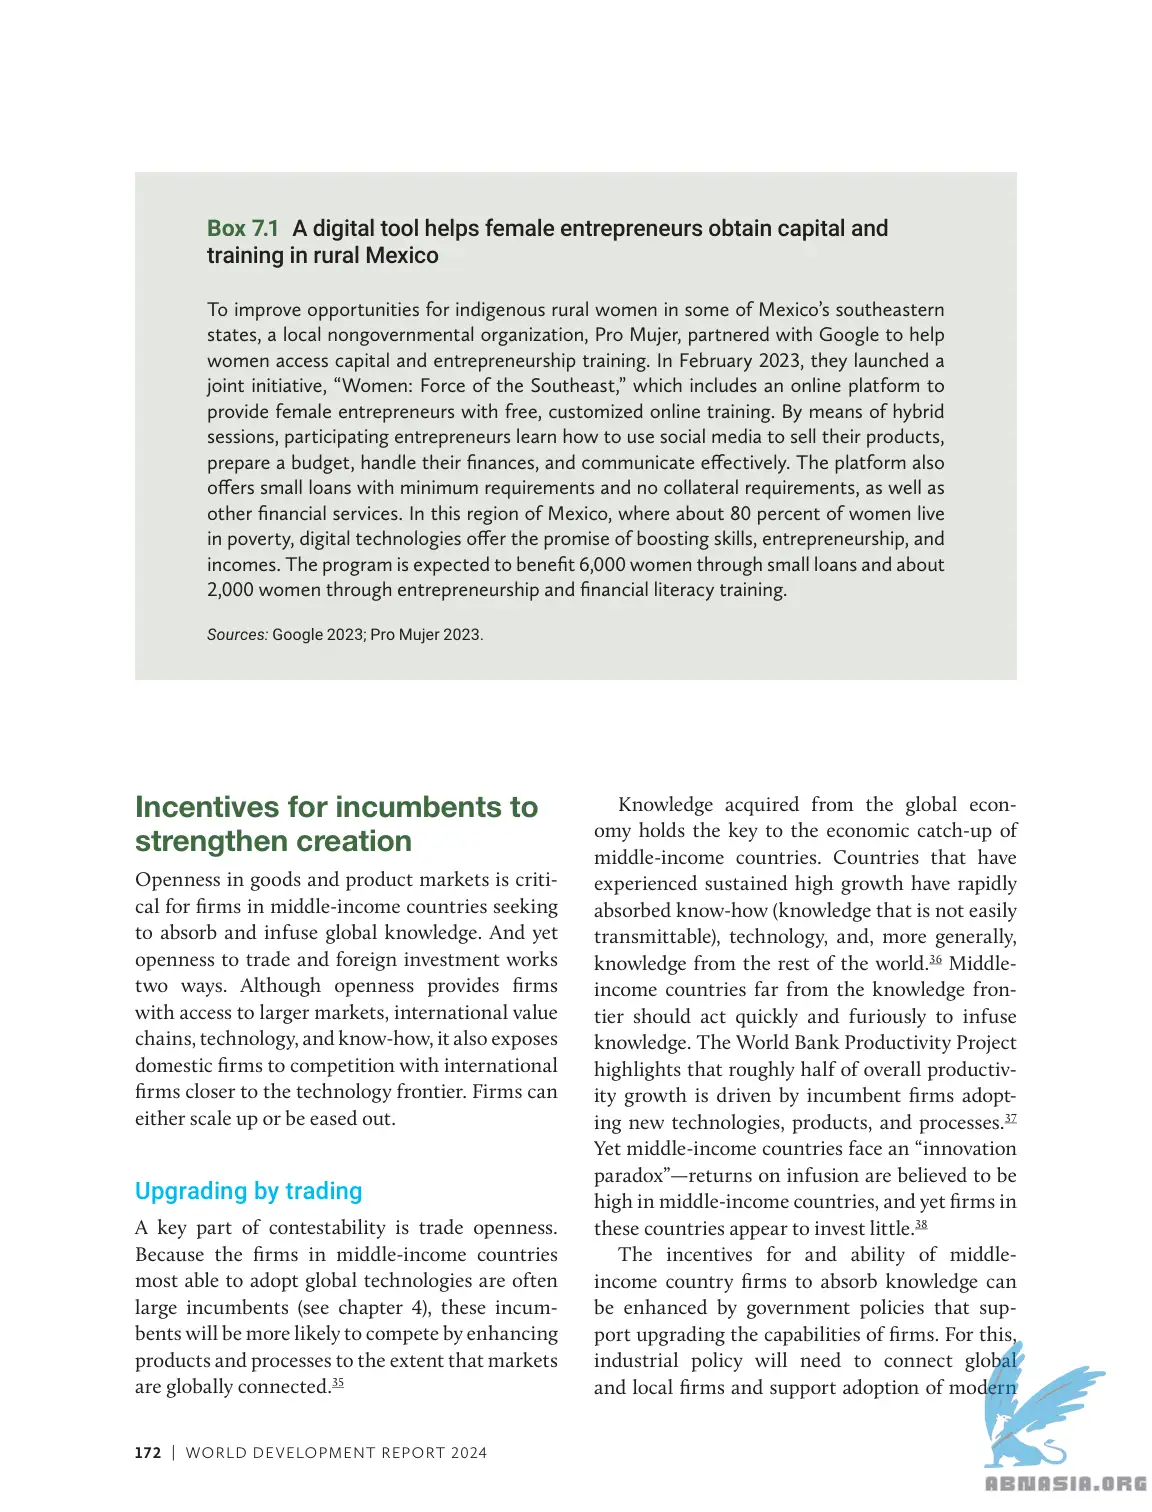 Box 7.1 A digital tool helps female entrepreneurs obtain capital and
training in rural Mexico
To improve opportunities for indigenous rural women in some of Mexico’s southeastern
states, a local nongovernmental organization, Pro Mujer, partnered with Google to help
women access capital and entrepreneurship training. In February 2023, they launched a
joint initiative, “Women: Force of the Southeast,” which includes an online platform to
provide female entrepreneurs with free, customized online training. By means of hybrid
sessions, participating entrepreneurs learn how to use social media to sell their products,
prepare a budget, handle their finances, and communicate effectively. The platform also
offers small loans with minimum requirements and no collateral requirements, as well as
other financial services. In this region of Mexico, where about 80 percent of women live
in poverty, digital technologies offer the promise of boosting skills, entrepreneurship, and
incomes. The program is expected to benefit 6,000 women through small loans and about
2,000 women through entrepreneurship and financial literacy training.
Sources: Google 2023; Pro Mujer 2023.
Incentives for incumbents to
strengthen creation
Openness in goods and product markets is criti-
cal for firms in middle-income countries seeking
to absorb and infuse global knowledge. And yet
openness to trade and foreign investment works
two ways. Although openness provides firms
with access to larger markets, international value
chains, technology, and know-how, it also exposes
domestic firms to competition with international
firms closer to the technology frontier. Firms can
either scale up or be eased out.
Upgrading by trading
A key part of contestability is trade openness.
Because the firms in middle-income countries
most able to adopt global technologies are often
large incumbents (see chapter 4), these incum-
bents will be more likely to compete by enhancing
products and processes to the extent that markets
are globally connected.35
Knowledge acquired from the global econ-
omy holds the key to the economic catch-up of
middle-income countries. Countries that have
experienced sustained high growth have rapidly
absorbed know-how (knowledge that is not easily
transmittable), technology, and, more generally,
knowledge from the rest of the world.36 Middle-
income countries far from the knowledge fron-
tier should act quickly and furiously to infuse
knowledge. The World Bank Productivity Project
highlights that roughly half of overall productiv-
ity growth is driven by incumbent firms adopt-
ing new technologies, products, and processes.37
Yet middle-income countries face an “innovation
paradox”—returns on infusion are believed to be
high in middle-income countries, and yet firms in
these countries appear to invest little.38
The incentives for and ability of middle-
income country firms to absorb knowledge can
be enhanced by government policies that sup-
port upgrading the capabilities of firms. For this,
industrial policy will need to connect global
and local firms and support adoption of modern
172 | WORLD DEVELOPMENT REPORT 2024
ABNASIA.ORG